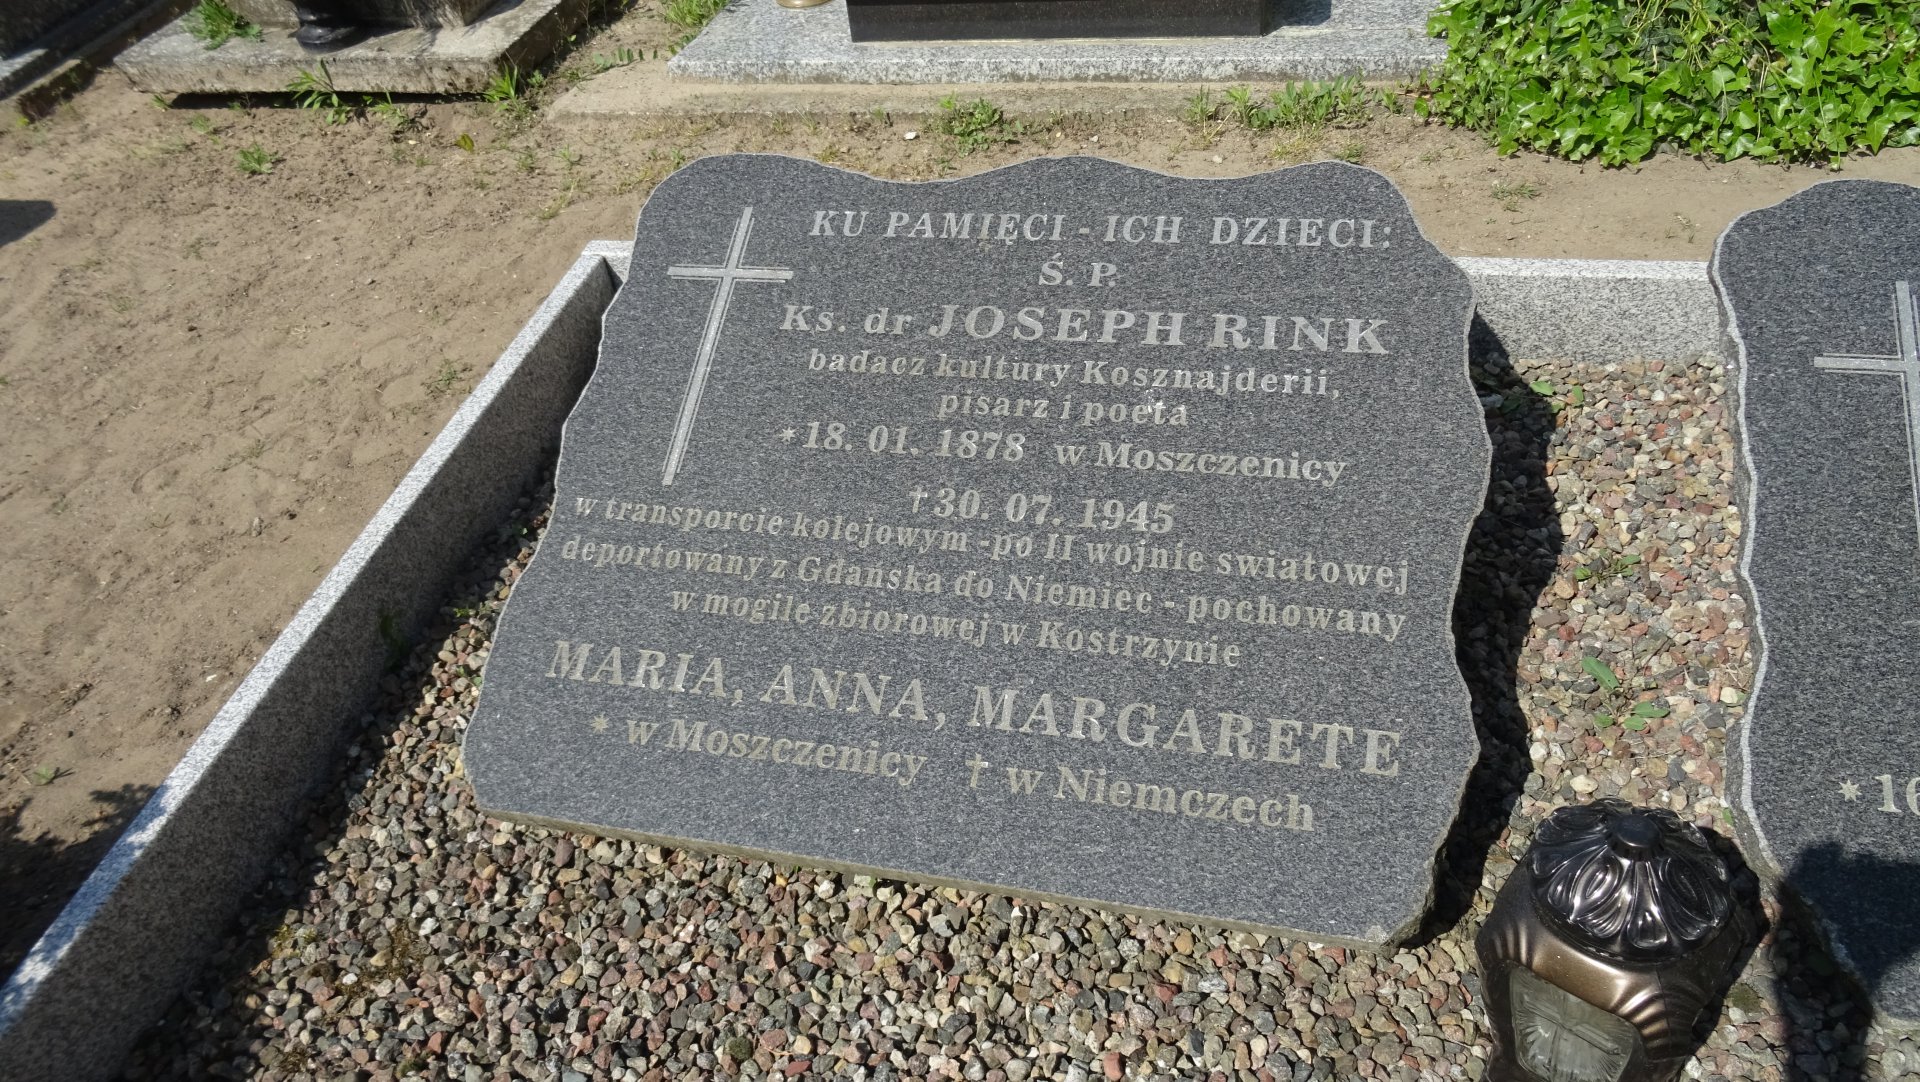 KU PAMIĘCI - ICH DZIECI:
Ś. P.
Ks. dr JOSEPH RINK
badacz kultury Kosznajderii,
pisarz i poeta
*18. 01. 1878 w Moszczenicy
†30. 07. 1945
w transporcie kolejowym -po II wojnie swiatowej
deportowany z Gdańska do Niemiec - pochowany
w mogile zbiorowej w Kostrzynie
MARIA, ANNA, MARGARETE
* w Moszczenicy † w Niemczech